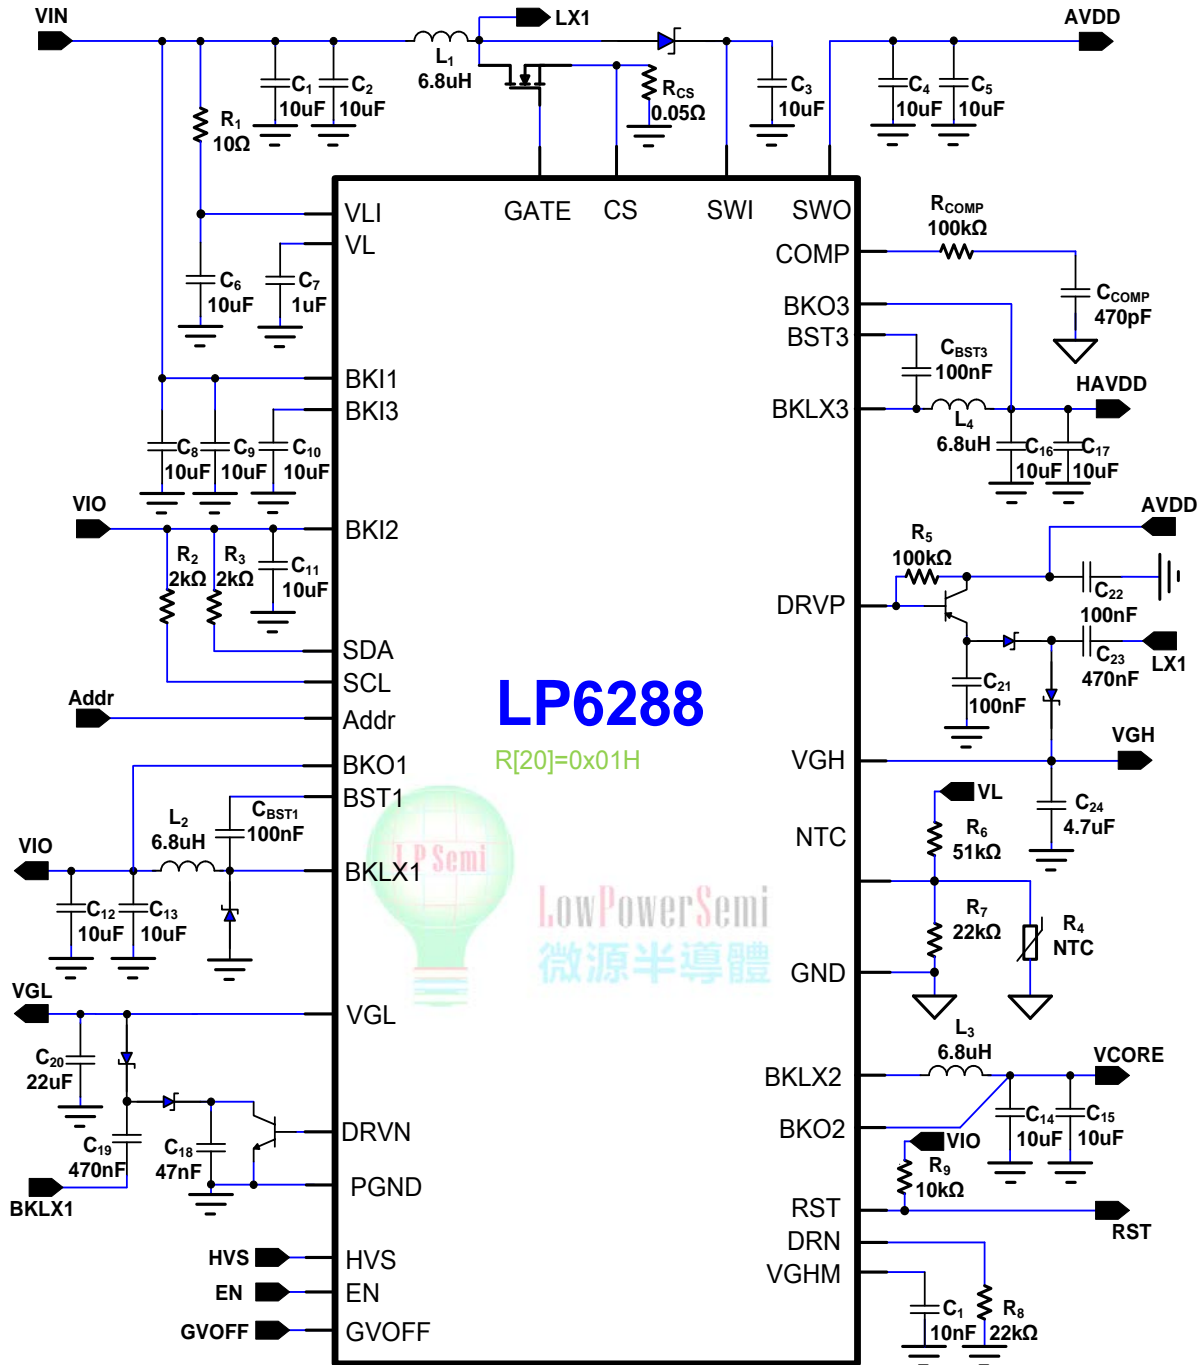 VIN
LX1
AVDD
L1
6.8uH
C1
10uF
C2
10uF
R1
10Ω
RCS
0.05Ω
C3
10uF
C4
10uF
C5
10uF
GATE
CS
SWI
SWO
VLI
VL
C6
10uF
C7
1uF
COMP
RCOMP
100kΩ
CCOMP
470pF
BKO3
BST3
CBST3
100nF
BKLX3
L4
6.8uH
HAVDD
C16
10uF
C17
10uF
BKI1
BKI3
C8
10uF
C9
10uF
C10
10uF
VIO
BKI2
R2
2kΩ
R3
2kΩ
C11
10uF
SDA
SCL
Addr
Addr
AVDD
R5
100kΩ
DRVP
C22
100nF
C23
470nF
LX1
C21
100nF
LP6288
R[20]=0x01H
VGH
VGH
C24
4.7uF
BKO1
BST1
CBST1
100nF
L2
6.8uH
VIO
BKLX1
C12
10uF
C13
10uF
VL
R6
51kΩ
NTC
R7
22kΩ
R4
NTC
GND
LP Semi
LowPowerSemi
微源半導體
VGL
VGL
C20
22uF
C19
470nF
C18
47nF
DRVN
PGND
BKLX1
L3
6.8uH
BKLX2
VCORE
BKO2
C14
10uF
C15
10uF
VIO
R9
10kΩ
RST
RST
DRN
VGHM
C1
10nF
R8
22kΩ
HVS
HVS
EN
EN
GVOFF
GVOFF